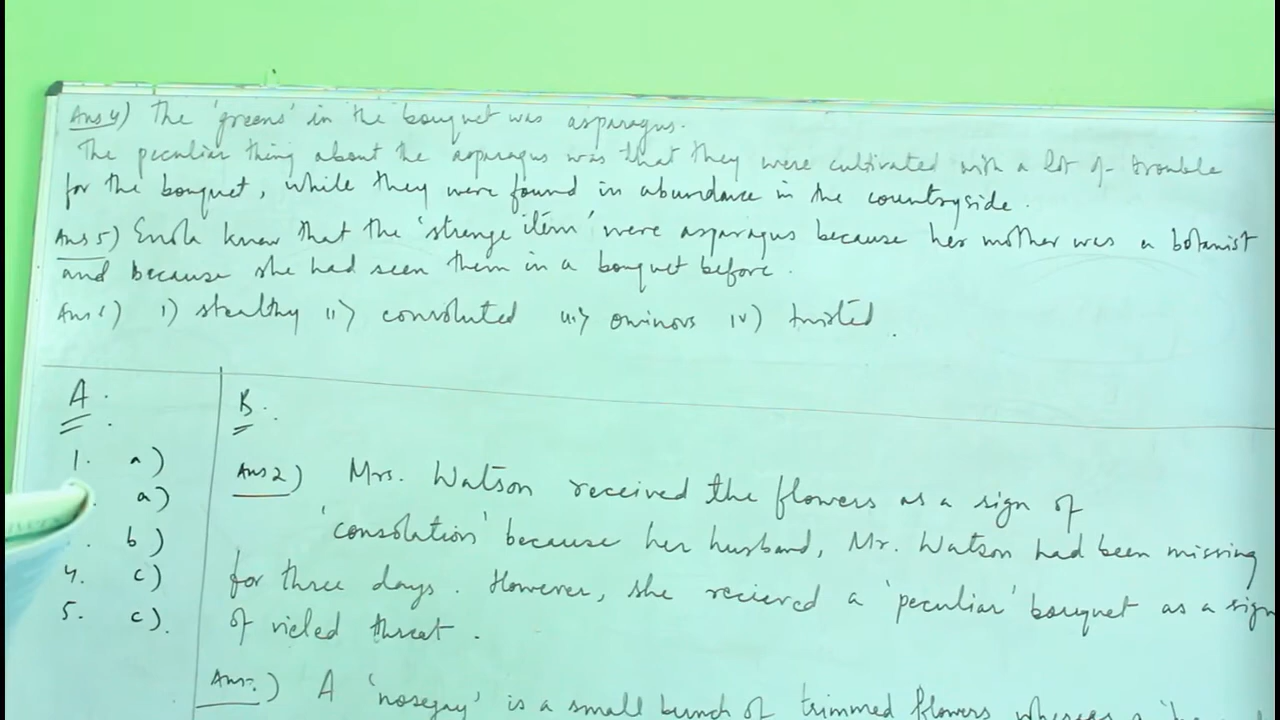 Ans 4) The 'greens' in the bouquet was asparagus.
The peculiar thing about the asparagus was that they were cultivated with a lot of trouble
for the bouquet, while they were found in abundance in the countryside.
Ans 5) Enola knew that the 'strange item' were asparagus because her mother was a botanist
and because she had seen them in a bouquet before.
Ans 6) i) stealthy ii) convoluted iii) ominous iv) twisted.
A.
1. a)
a)
b)
4. c)
5. c).
B.
Ans 2) Mrs. Watson received the flowers as a sign of
'consolation' because her husband, Mr. Watson had been missing
for three days. However, she recieved a 'peculiar' bouquet as a sign
of vieled threat.
Ans ) A 'nosegay' is a small bunch of trimmed flowers whereas a